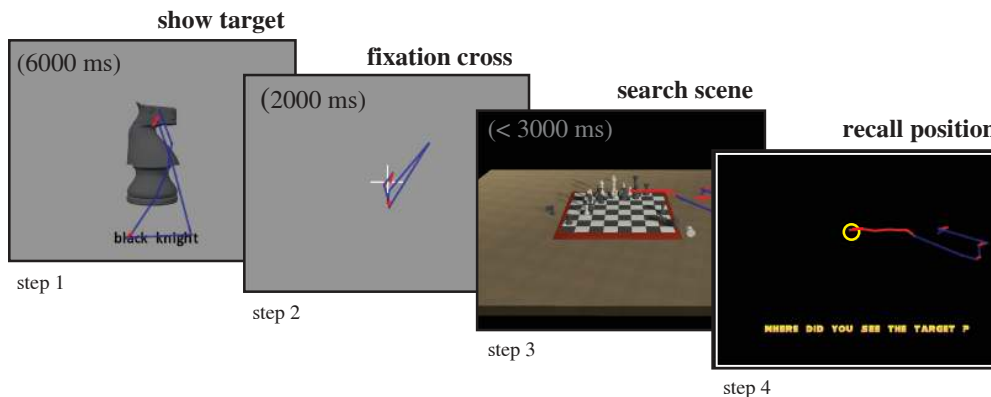 show target
(6000 ms)
black knight
step 1
fixation cross
(2000 ms)
step 2
search scene
(< 3000 ms)
step 3
recall position
WHERE DID YOU SEE THE TARGET ?
step 4